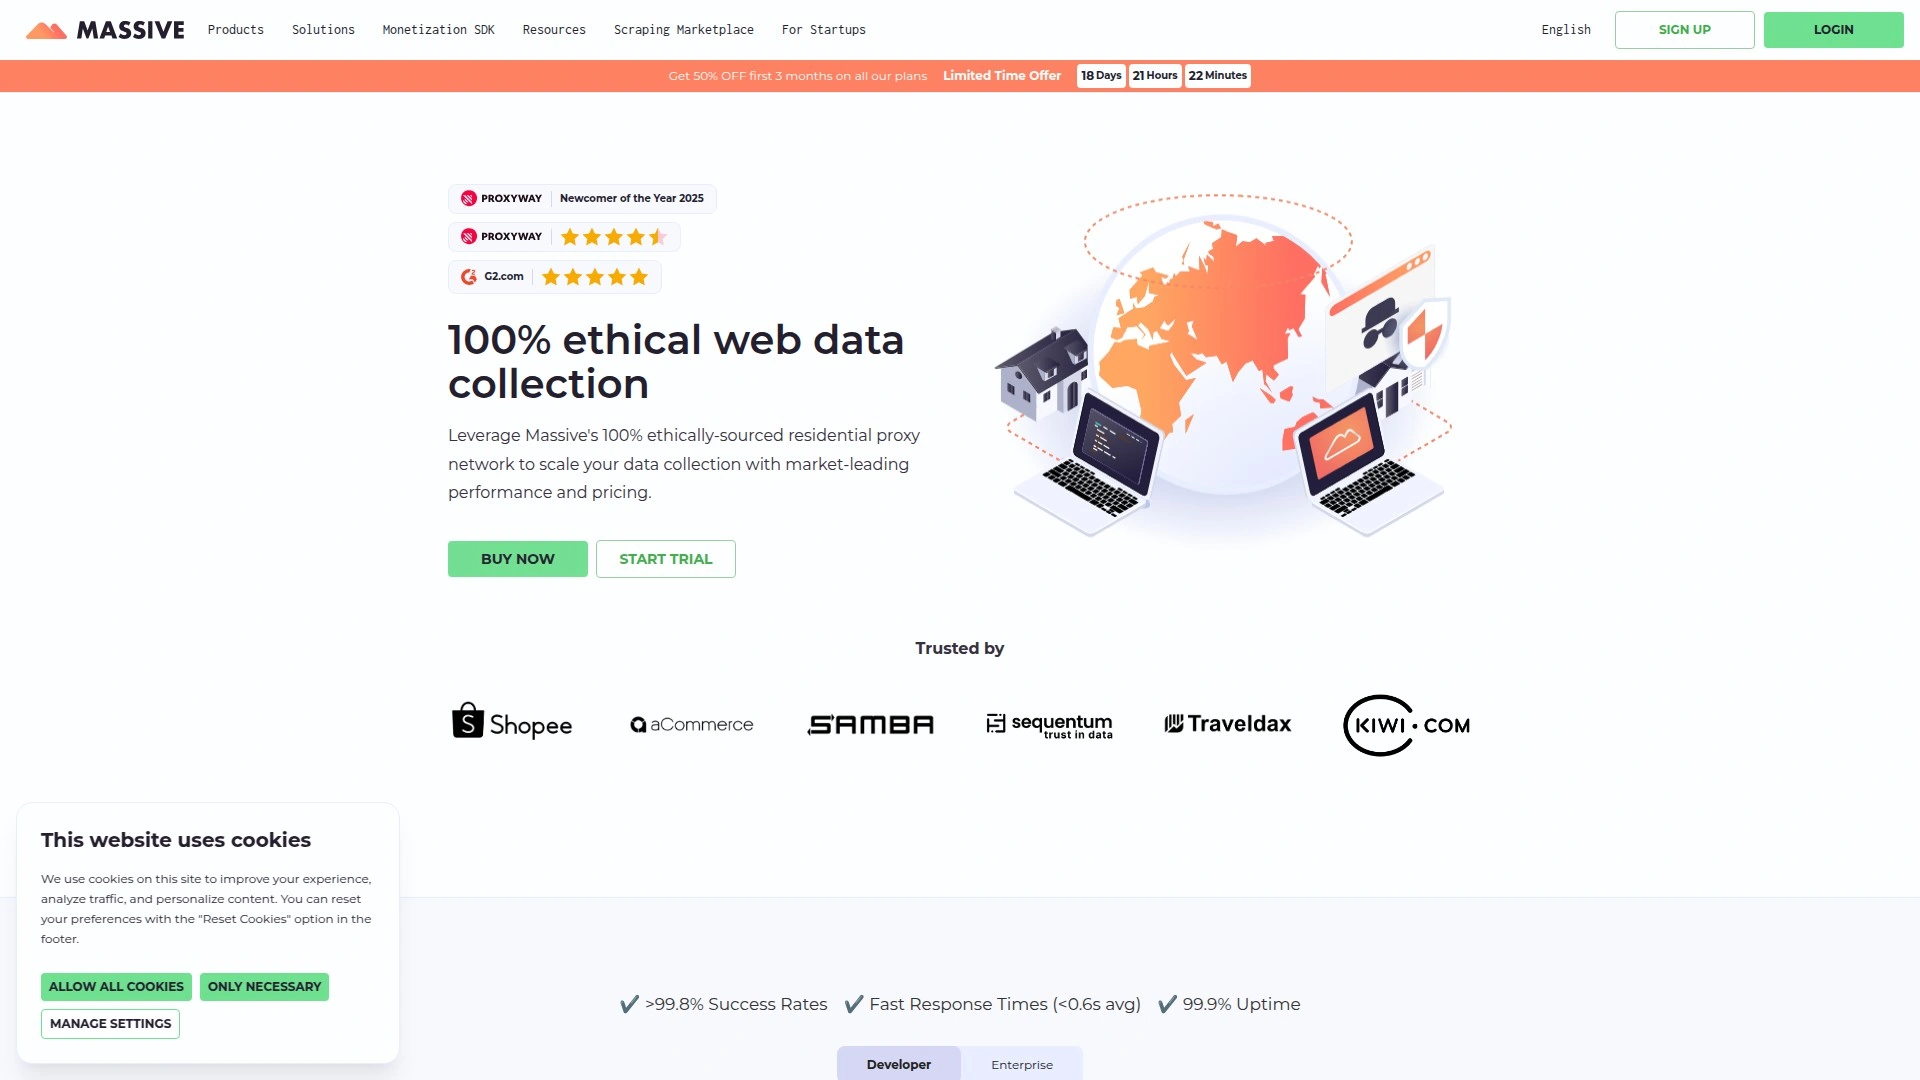 MASSIVE
Products
Solutions
Monetization SDK
Resources
Scraping Marketplace
For Startups
English
SIGN UP
LOGIN
Get 50% OFF first 3 months on all our plans
Limited Time Offer
18 Days
21 Hours
22 Minutes
PROXYWAY
Newcomer of the Year 2025
PROXYWAY
G2.com
100% ethical web data
collection
Leverage Massive's 100% ethically-sourced residential proxy
network to scale your data collection with market-leading
performance and pricing.
BUY NOW
START TRIAL
Trusted by
Shopee
aCommerce
SAMBA
sequentum
trust in data
Traveldax
KIWI.COM
This website uses cookies
We use cookies on this site to improve your experience,
analyze traffic, and personalize content. You can reset
your preferences with the "Reset Cookies" option in the
footer.
ALLOW ALL COOKIES
ONLY NECESSARY
MANAGE SETTINGS
✔️ >99.8% Success Rates
✔️ Fast Response Times (<0.6s avg)
✔️ 99.9% Uptime
Developer
Enterprise